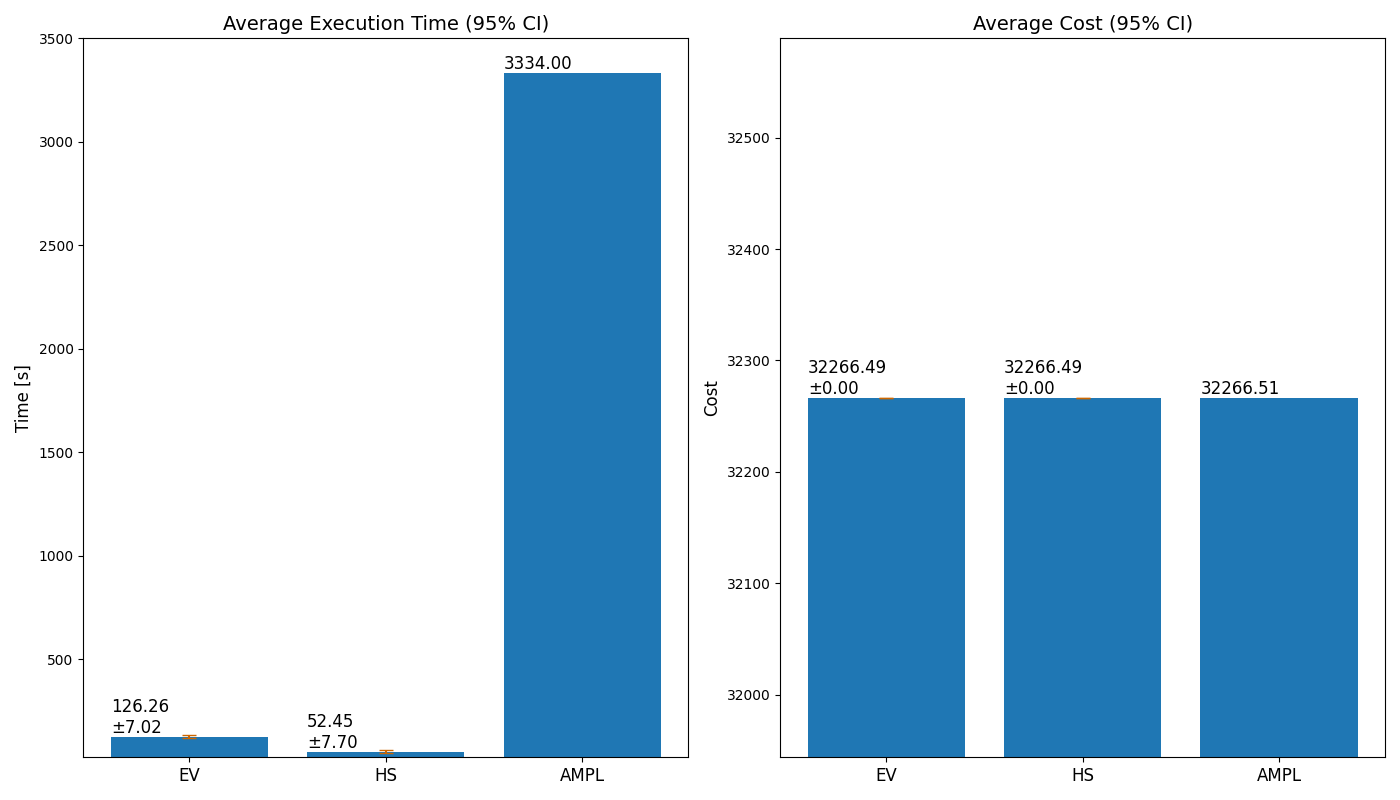 Average Execution Time (95% CI)
3500
3000
2500
2000
1500
1000
500
Time [s]
126.26
±7.02
52.45
±7.70
3334.00
EV
HS
AMPL
Average Cost (95% CI)
32500
32400
32300
32200
32100
32000
Cost
32266.49
±0.00
32266.49
±0.00
32266.51
EV
HS
AMPL